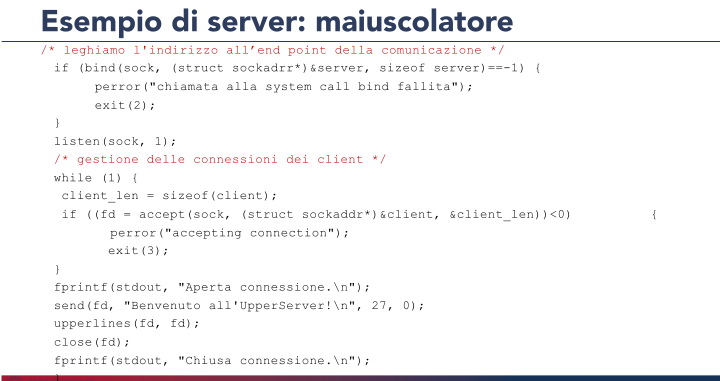 Esempio di server: maiuscolatore
/* leghiamo l'indirizzo all’end point della comunicazione */
if (bind(sock, (struct sockadrr*)&server, sizeof server)==-1) {
perror("chiamata alla system call bind fallita");
exit(2);
}
listen(sock, 1);
/* gestione delle connessioni dei client */
while (1) {
client_len = sizeof(client);
if ((fd = accept(sock, (struct sockaddr*)&client, &client_len))<0) {
perror("accepting connection");
exit(3);
}
fprintf(stdout, "Aperta connessione.\n");
send(fd, "Benvenuto all'UpperServer!\n", 27, 0);
upperlines(fd, fd);
close(fd);
fprintf(stdout, "Chiusa connessione.\n");
}